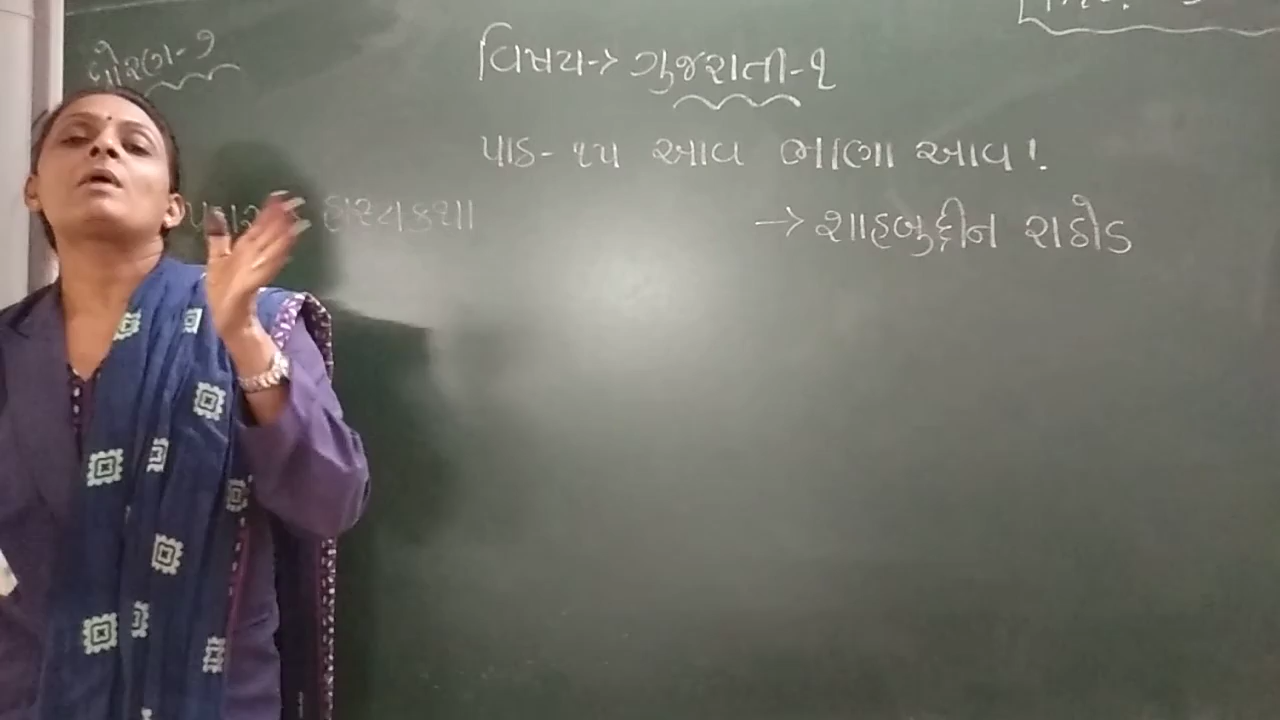 ધોરણ-૭
વિષય-> ગુજરાતી-૧
પાઠ- ૧૫ આવ ભાણા આવ!
હાસ્યકથા
-> શાહબુદ્દીન રાઠોડ